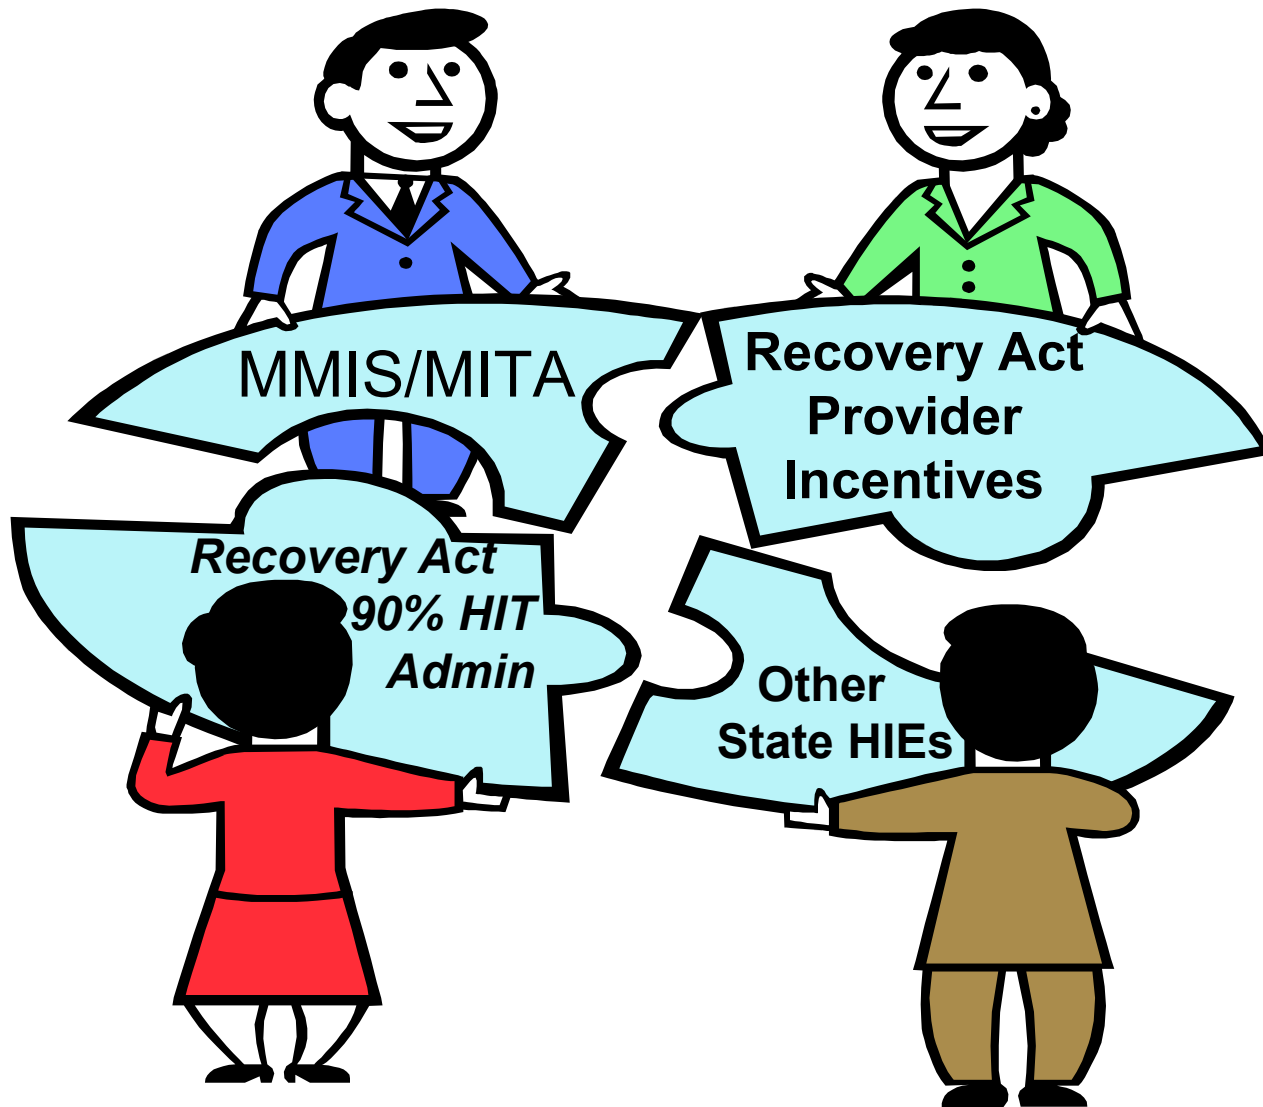 MMIS/MITA
Recovery Act
Provider
Incentives
Recovery Act
90% HIT
Admin
Other
State HIEs